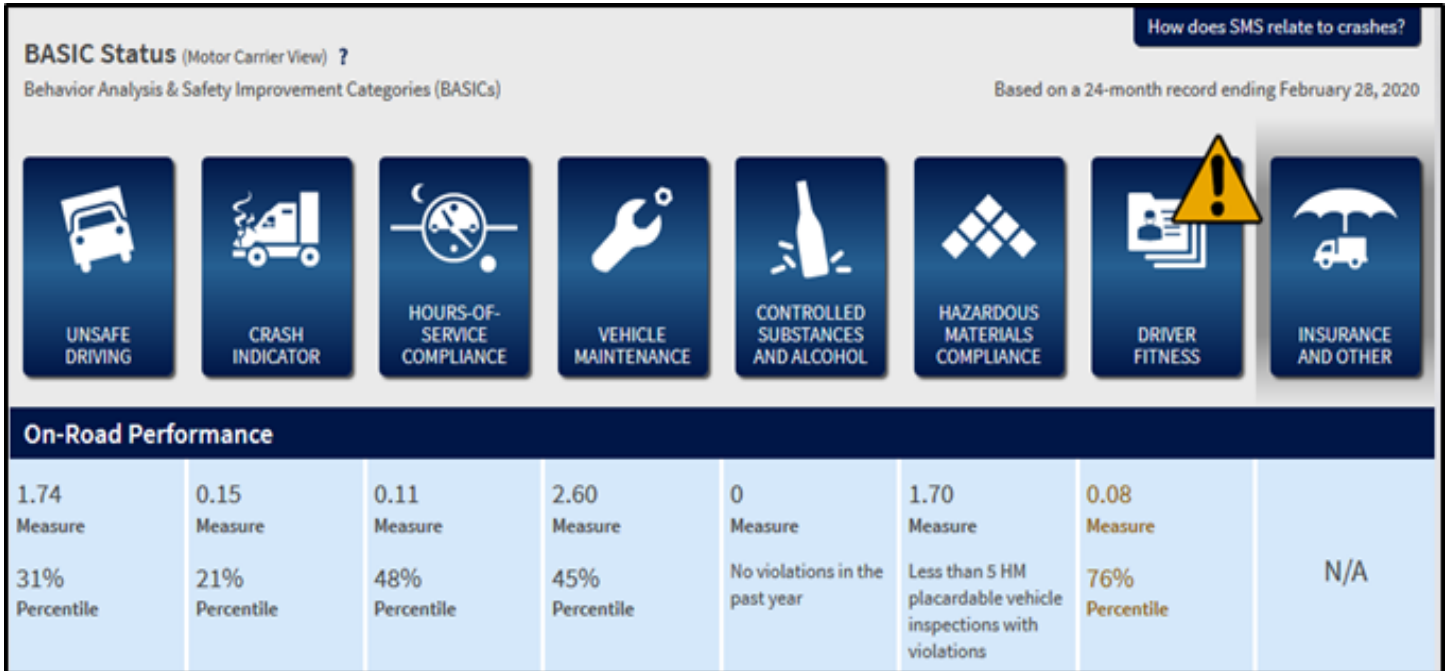 How does SMS relate to crashes?
BASIC Status (Motor Carrier View) ?
Behavior Analysis & Safety Improvement Categories (BASICs)
Based on a 24-month record ending February 28, 2020
UNSAFE
DRIVING
CRASH
INDICATOR
HOURS-OF-
SERVICE
COMPLIANCE
VEHICLE
MAINTENANCE
CONTROLLED
SUBSTANCES
AND ALCOHOL
HAZARDOUS
MATERIALS
COMPLIANCE
DRIVER
FITNESS
INSURANCE
AND OTHER
On-Road Performance
1.74
Measure
31%
Percentile
0.15
Measure
21%
Percentile
0.11
Measure
48%
Percentile
2.60
Measure
45%
Percentile
0
Measure
No violations in the
past year
1.70
Measure
Less than 5 HM
placardable vehicle
inspections with
violations
0.08
Measure
76%
Percentile
N/A